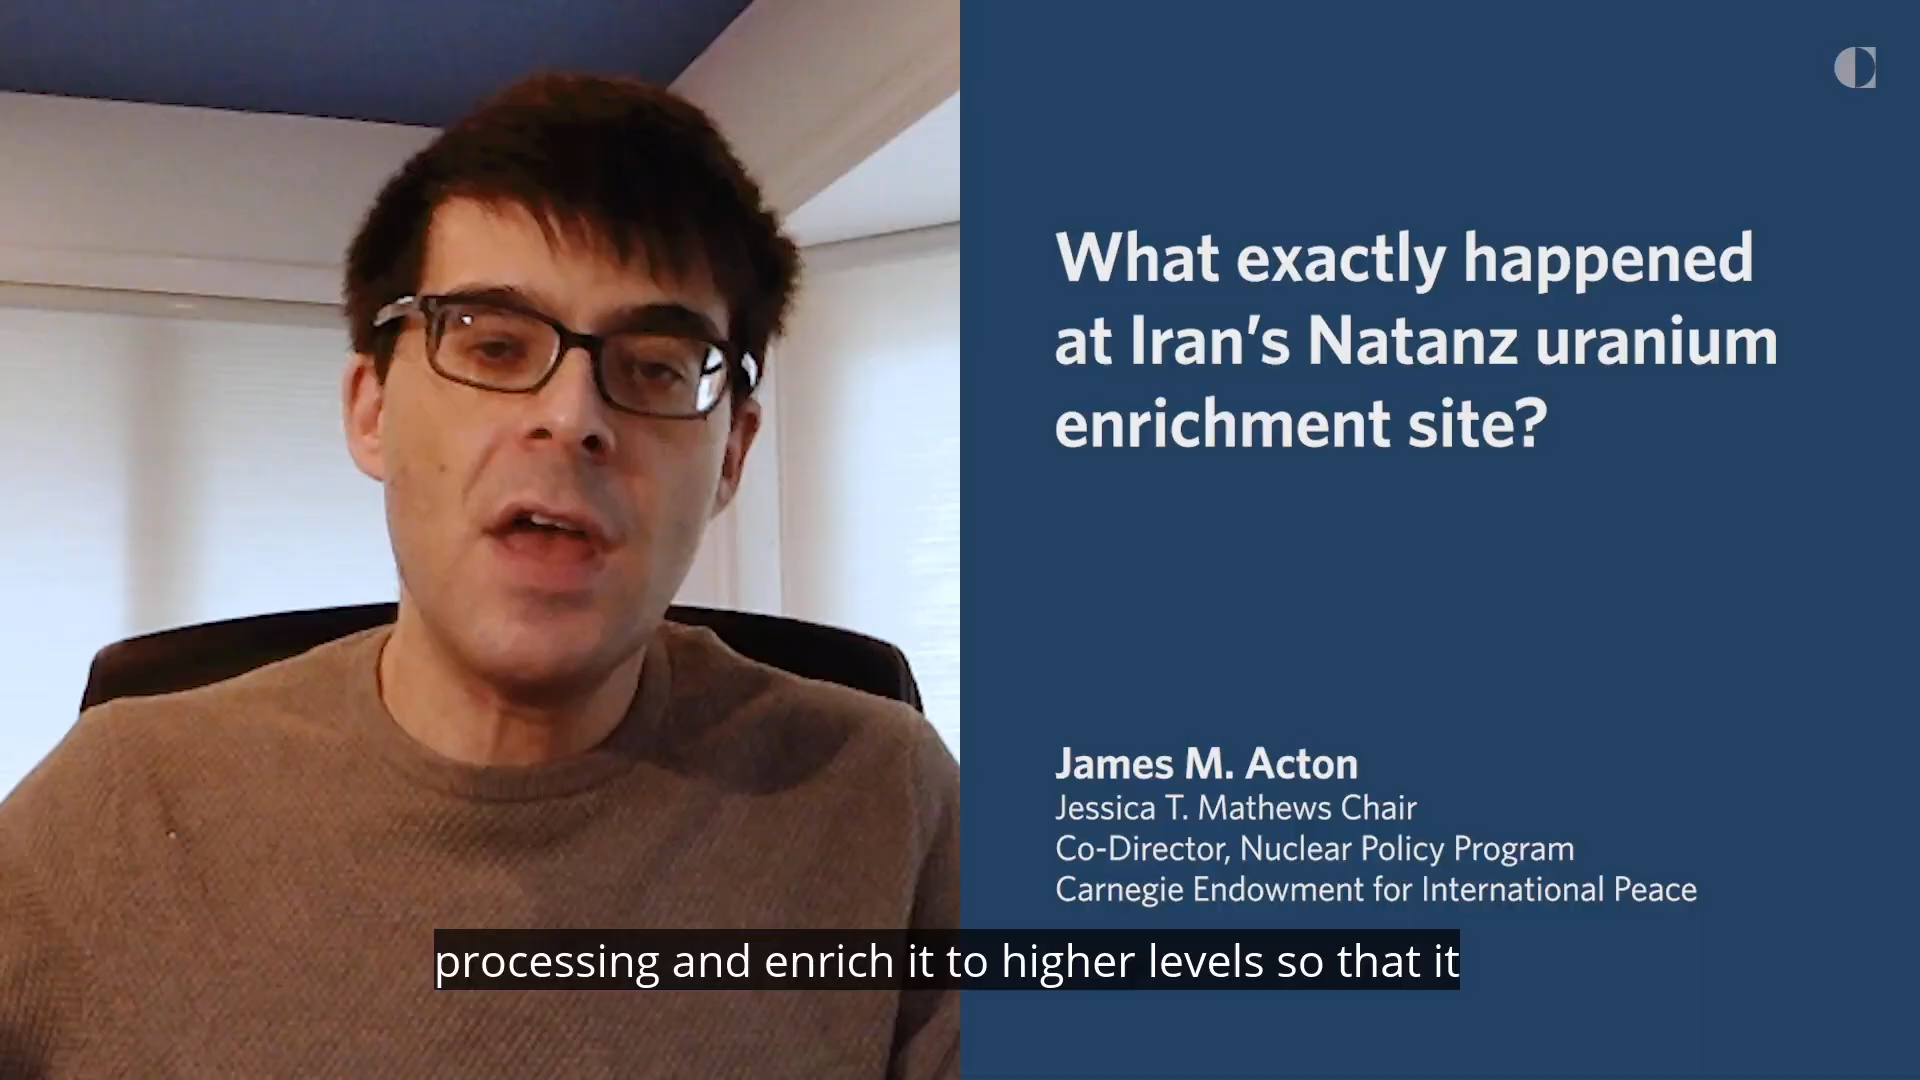 What exactly happened
at Iran’s Natanz uranium
enrichment site?
James M. Acton
Jessica T. Mathews Chair
Co-Director, Nuclear Policy Program
Carnegie Endowment for International Peace
processing and enrich it to higher levels so that it